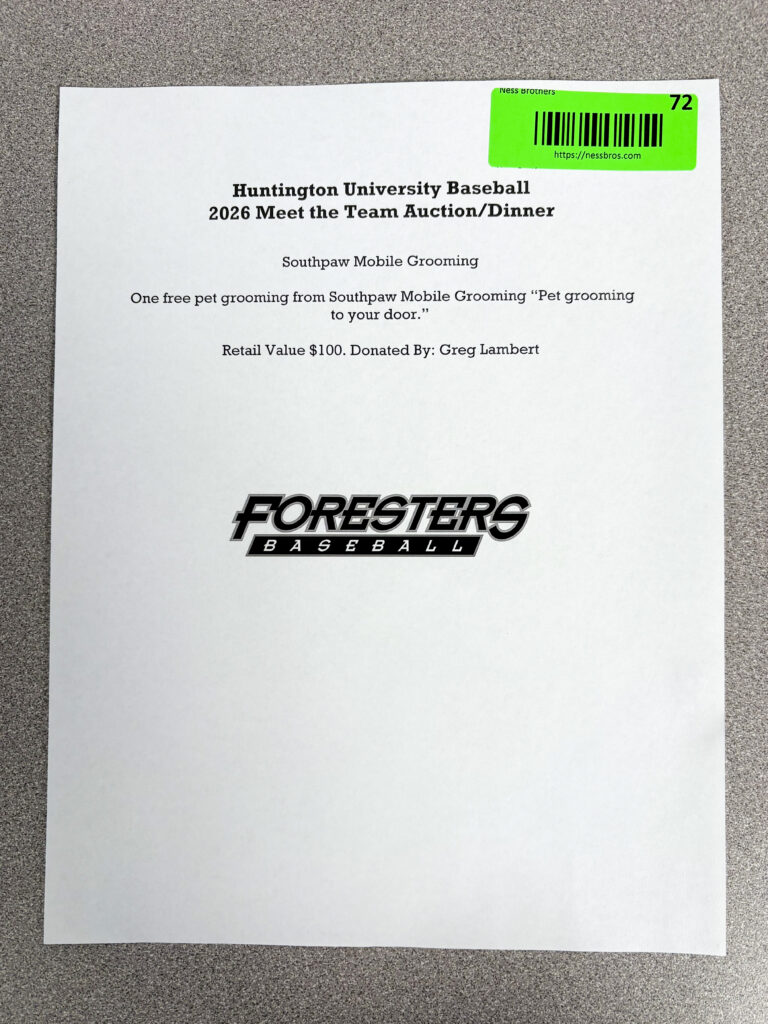 Ness Brothers
72
https://nessbros.com
Huntington University Baseball
2026 Meet the Team Auction/Dinner
Southpaw Mobile Grooming
One free pet grooming from Southpaw Mobile Grooming “Pet grooming
to your door.”
Retail Value $100. Donated By: Greg Lambert
FORESTERS
BASEBALL